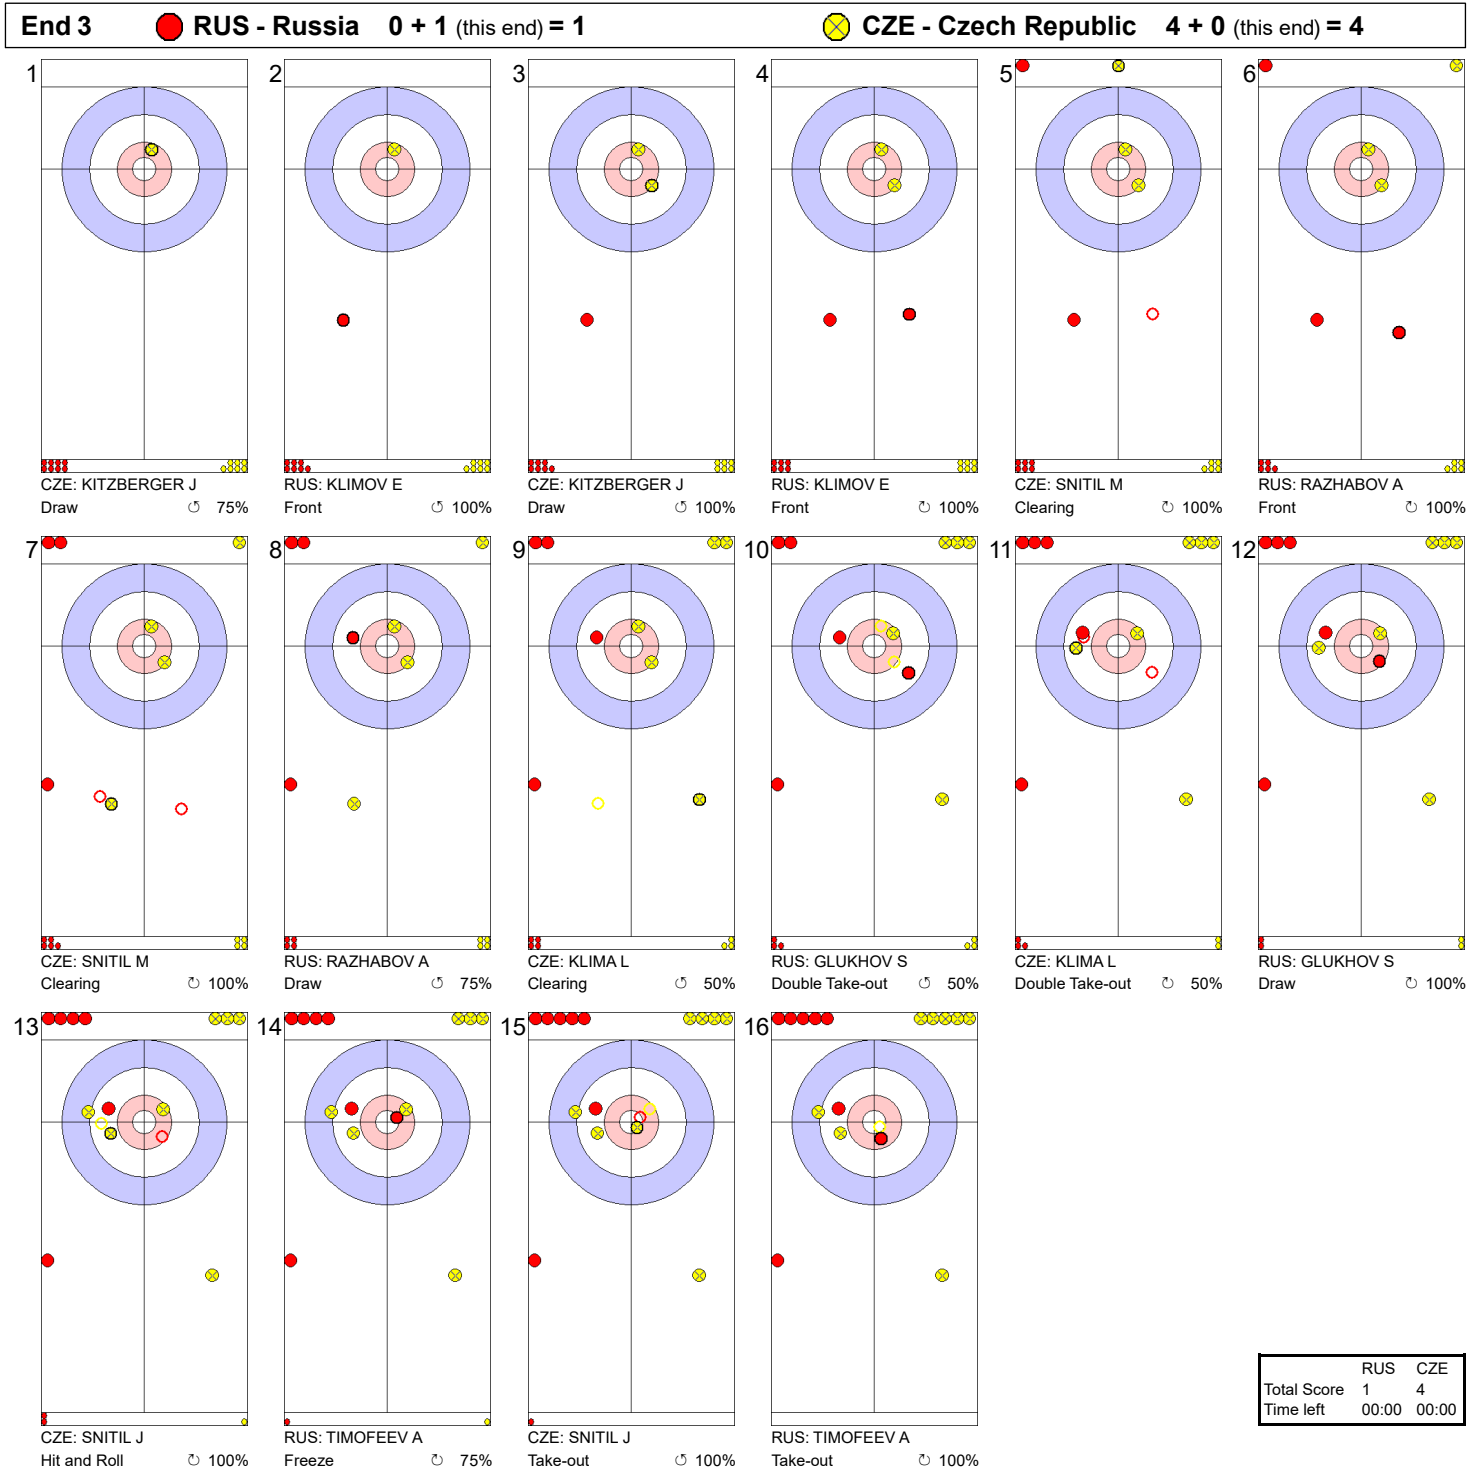 End 3 RUS - Russia 0 + 1 (this end) = 1 CZE - Czech Republic 4 + 0 (this end) = 4
1 2 3 4 5 6
CZE: KITZBERGER J RUS: KLIMOV E CZE: KITZBERGER J RUS: KLIMOV E CZE: SNITIL M RUS: RAZHABOV A
Draw 75% Front 100% Draw 100% Front 100% Clearing 100% Front 100%
7 8 9 10 11 12
CZE: SNITIL M RUS: RAZHABOV A CZE: KLIMA L RUS: GLUKHOV S CZE: KLIMA L RUS: GLUKHOV S
Clearing 100% Draw 75% Clearing 50% Double Take-out 50% Double Take-out 50% Draw 100%
13 14 15 16
CZE: SNITIL J RUS: TIMOFEEV A CZE: SNITIL J RUS: TIMOFEEV A
Hit and Roll 100% Freeze 75% Take-out 100% Take-out 100%
RUS CZE
Total Score 1 4
Time left 00:00 00:00